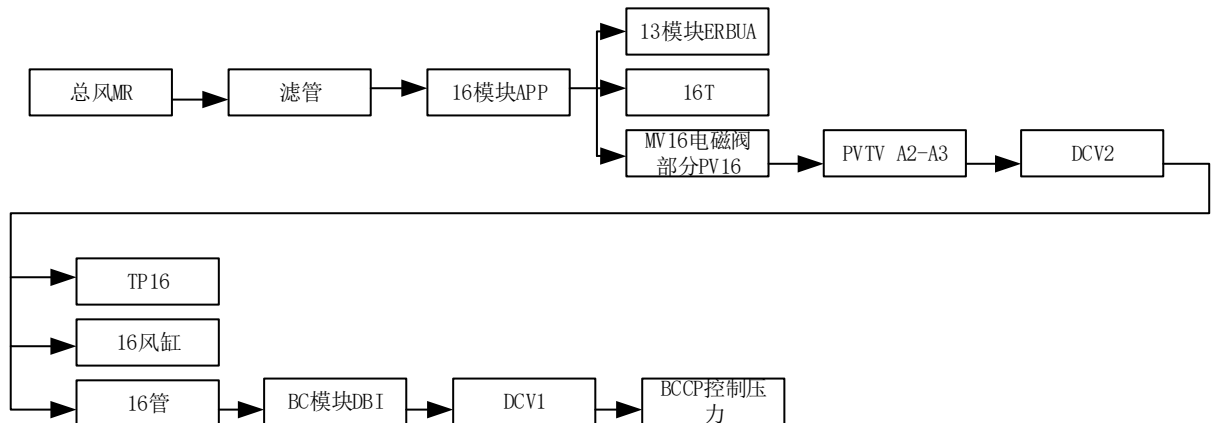 总风MR
滤管
16模块APP
13模块ERBUA
16T
MV16电磁阀
部分PV16
PVTV A2-A3
DCV2
TP16
16风缸
16管
BC模块DBI
DCV1
BCCP控制压
力